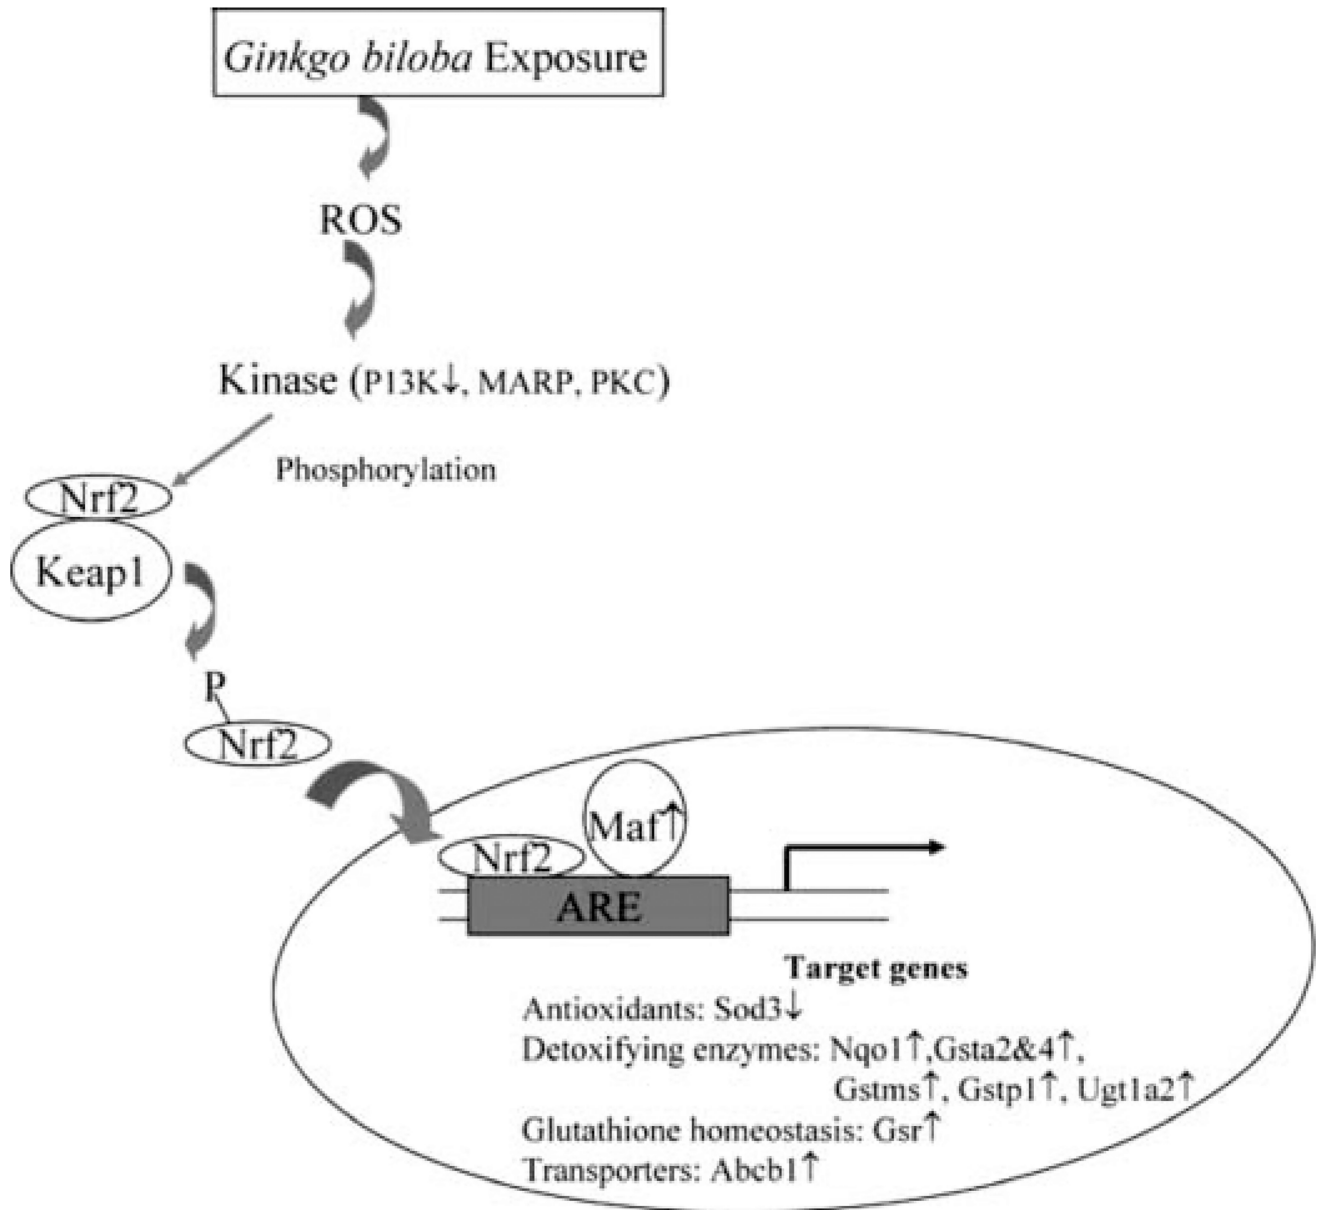 Ginkgo biloba Exposure
ROS
Kinase (P13K↓, MARP, PKC)
Phosphorylation
Nrf2
Keap1
P
Nrf2
Maf↑
Nrf2
ARE
Target genes
Antioxidants: Sod3↓
Detoxifying enzymes: Nqo1↑,Gsta2&4↑,
Gstms↑, Gstp1↑, Ugt1a2↑
Glutathione homeostasis: Gsr↑
Transporters: Abcb1↑